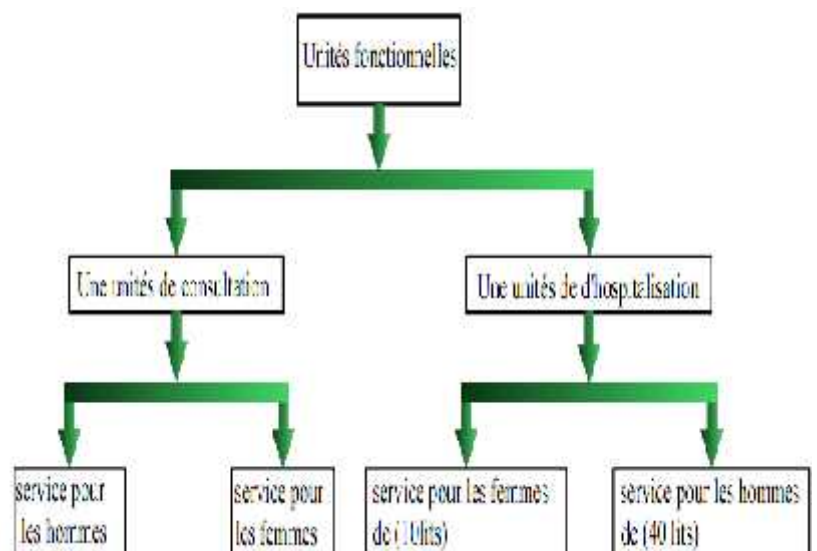 Unités fonctionnelles
Une unités de consultation
Une unités de d'hospitalisation
service pour
les hommes
service pour
les femmes
service pour les femmes
de (10lits)
service pour les hommes
de (40 lits)